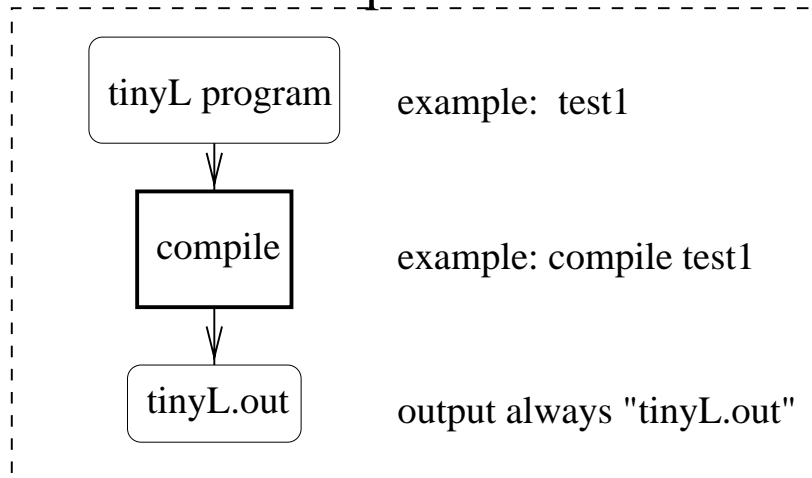 tinyL program
example: test1
compile
example: compile test1
tinyL.out
output always "tinyL.out"